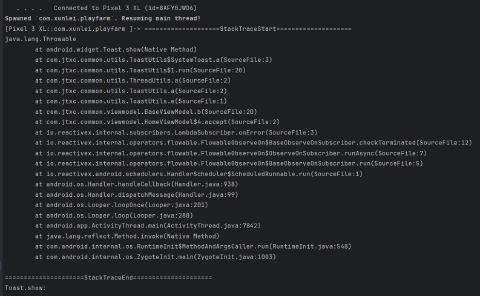 . . . . Connected to Pixel 3 XL (id=8AFY0JWD6)
Spawned `com.xunlei.playfarm`. Resuming main thread!
[Pixel 3 XL::com.xunlei.playfarm ]-> ====================StackTraceStart====================
java.lang.Throwable
at android.widget.Toast.show(Native Method)
at com.jtxc.common.utils.ToastUtils$SystemToast.a(SourceFile:3)
at com.jtxc.common.utils.ToastUtils$1.run(SourceFile:20)
at com.jtxc.common.utils.ThreadUtils.a(SourceFile:2)
at com.jtxc.common.utils.ToastUtils.a(SourceFile:2)
at com.jtxc.common.utils.ToastUtils.e(SourceFile:1)
at com.jtxc.common.viewmodel.BaseViewModel.b(SourceFile:20)
at com.jtxc.common.viewmodel.HomeViewModel$4.accept(SourceFile:2)
at io.reactivex.internal.subscribers.LambdaSubscriber.onError(SourceFile:3)
at io.reactivex.internal.operators.flowable.FlowableObserveOn$BaseObserveOnSubscriber.checkTerminated(SourceFile:12)
at io.reactivex.internal.operators.flowable.FlowableObserveOn$ObserveOnSubscriber.runAsync(SourceFile:7)
at io.reactivex.internal.operators.flowable.FlowableObserveOn$BaseObserveOnSubscriber.run(SourceFile:5)
at io.reactivex.android.schedulers.HandlerScheduler$ScheduledRunnable.run(SourceFile:1)
at android.os.Handler.handleCallback(Handler.java:938)
at android.os.Handler.dispatchMessage(Handler.java:99)
at android.os.Looper.loopOnce(Looper.java:201)
at android.os.Looper.loop(Looper.java:288)
at android.app.ActivityThread.main(ActivityThread.java:7842)
at java.lang.reflect.Method.invoke(Native Method)
at com.android.internal.os.RuntimeInit$MethodAndArgsCaller.run(RuntimeInit.java:548)
at com.android.internal.os.ZygoteInit.main(ZygoteInit.java:1003)
=====================StackTraceEnd=====================
Toast.show: